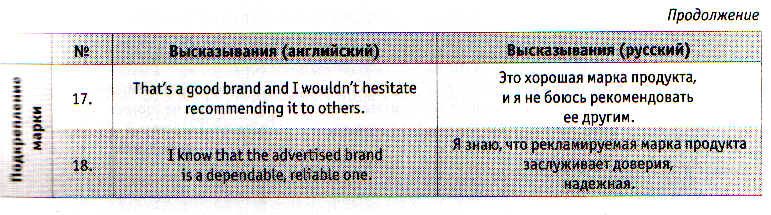 Продолжение
№ Высказывания (английский) Высказывания (русский)
Подкрепление
марки
17. That's a good brand and I wouldn't hesitate
recommending it to others.
Это хорошая марка продукта,
и я не боюсь рекомендовать
ее другим.
18. I know that the advertised brand
is a dependable, reliable one.
Я знаю, что рекламируемая марка продукта
заслуживает доверия,
надежная.